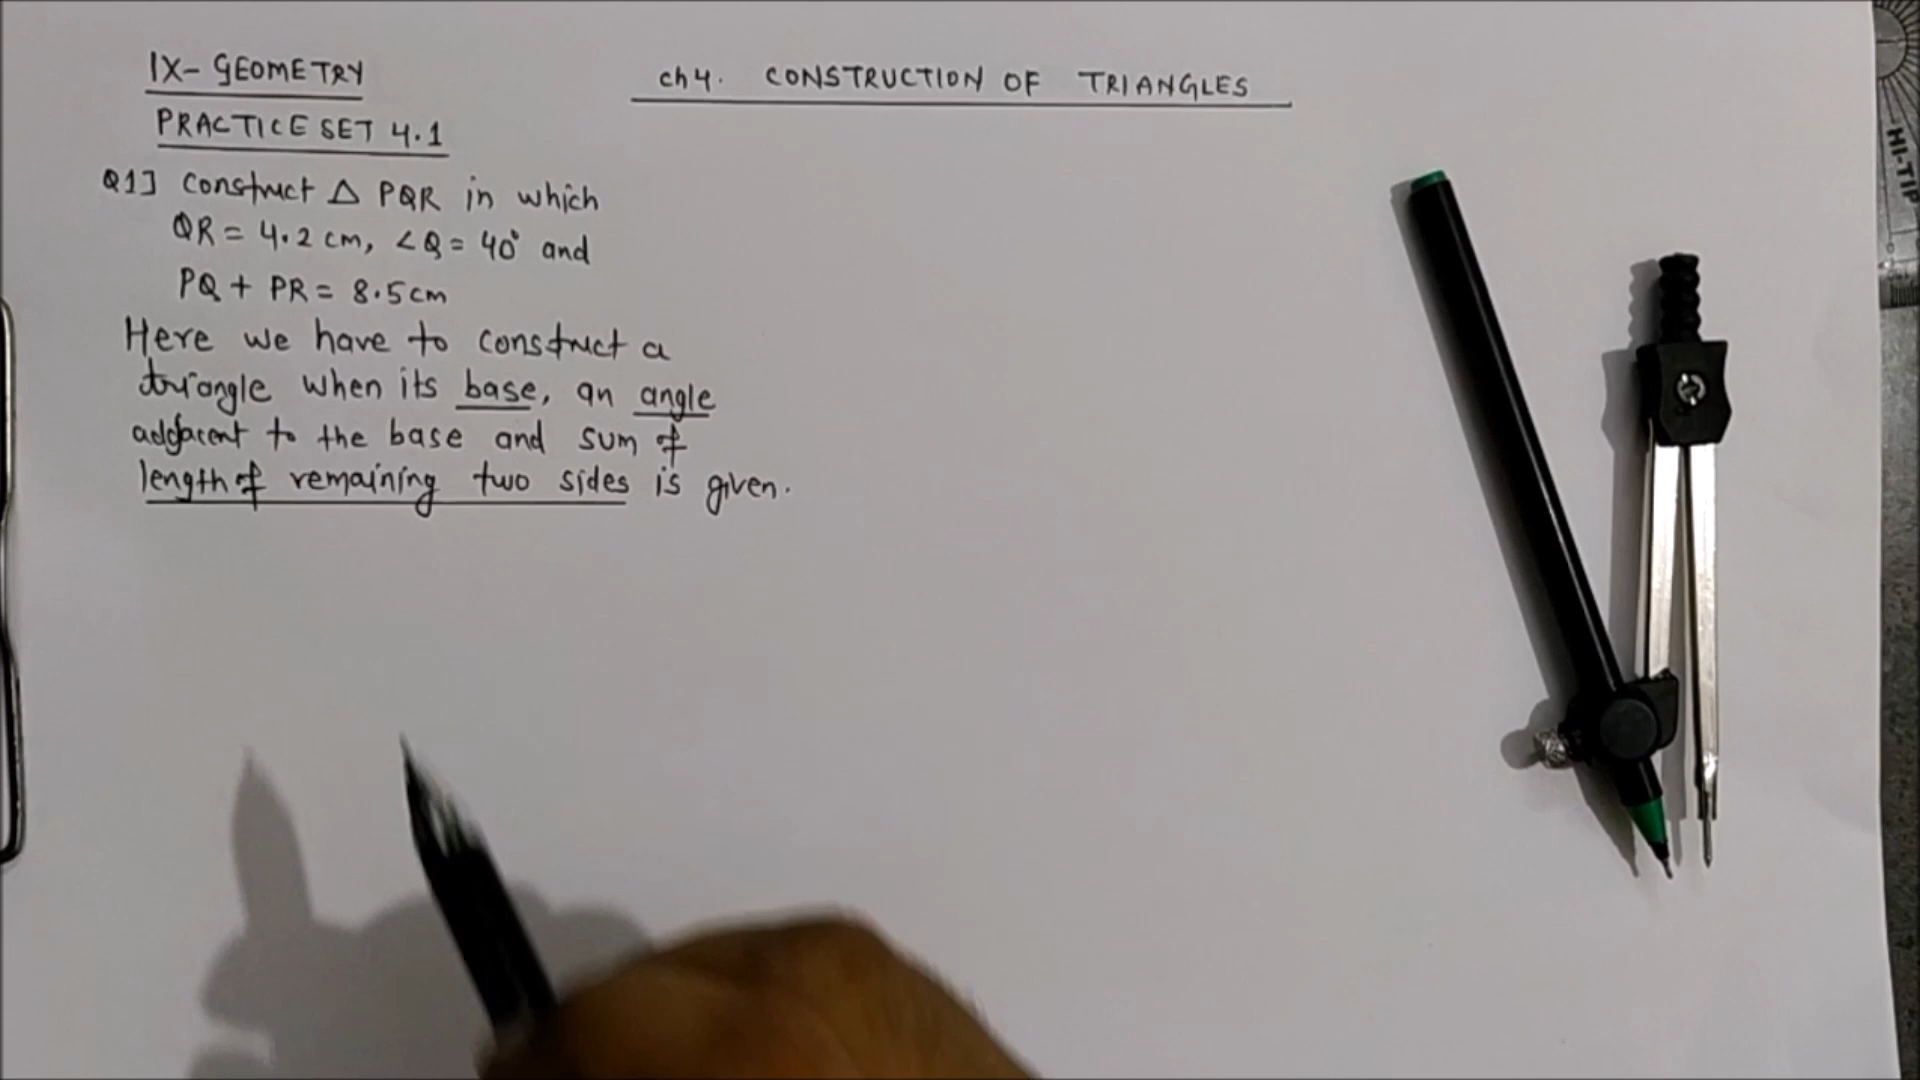 IX- GEOMETRY
ch 4. CONSTRUCTION OF TRIANGLES
PRACTICE SET 4.1
Q1] Construct △ PQR in which
QR = 4.2 cm, ∠Q = 40° and
PQ + PR = 8.5cm
Here we have to construct a
triangle when its base, an angle
adjacent to the base and sum of
length of remaining two sides is given.
HI-TIP